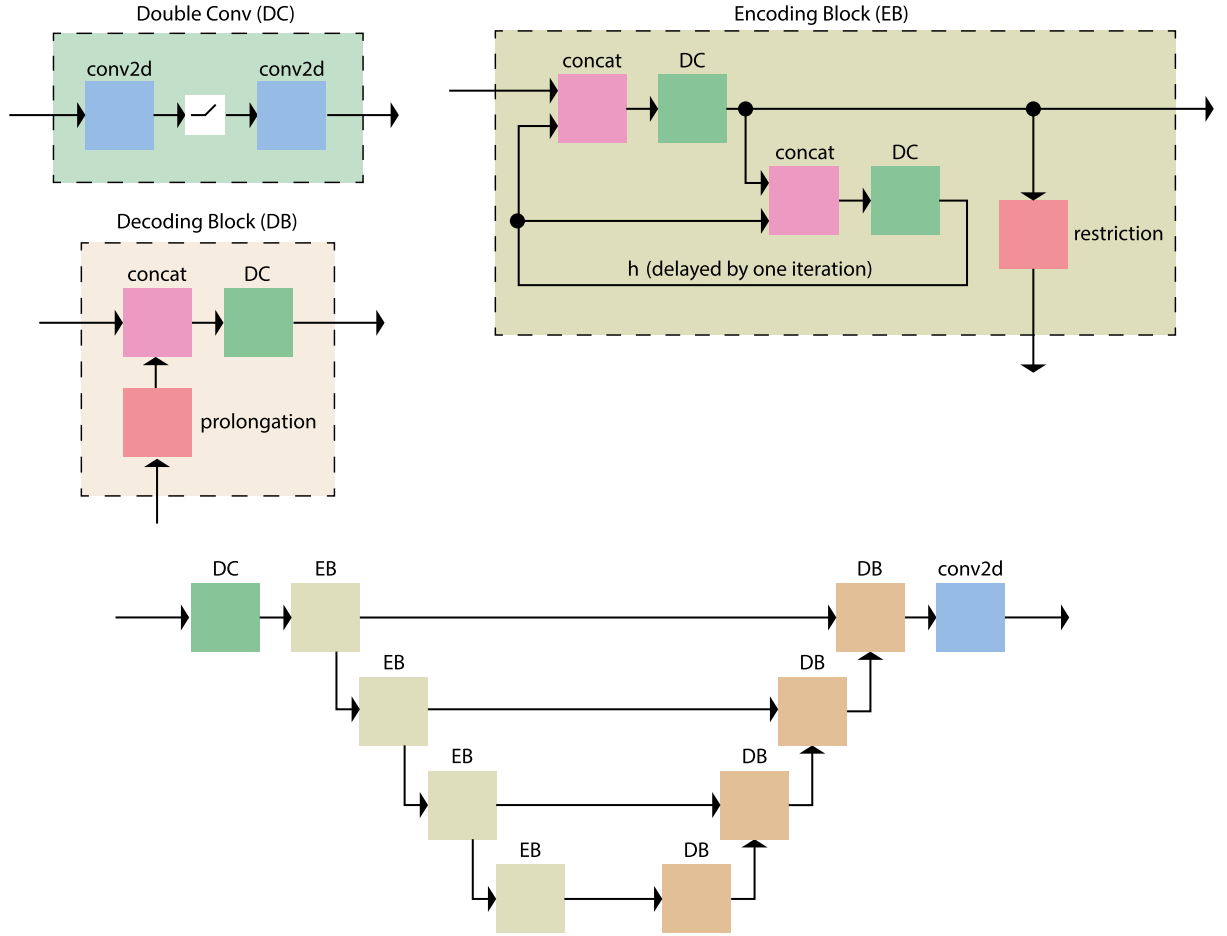 Double Conv (DC)
conv2d
conv2d
Encoding Block (EB)
concat
DC
concat
DC
restriction
h (delayed by one iteration)
Decoding Block (DB)
concat
DC
prolongation
DC
EB
DB
conv2d
EB
DB
EB
DB
EB
DB